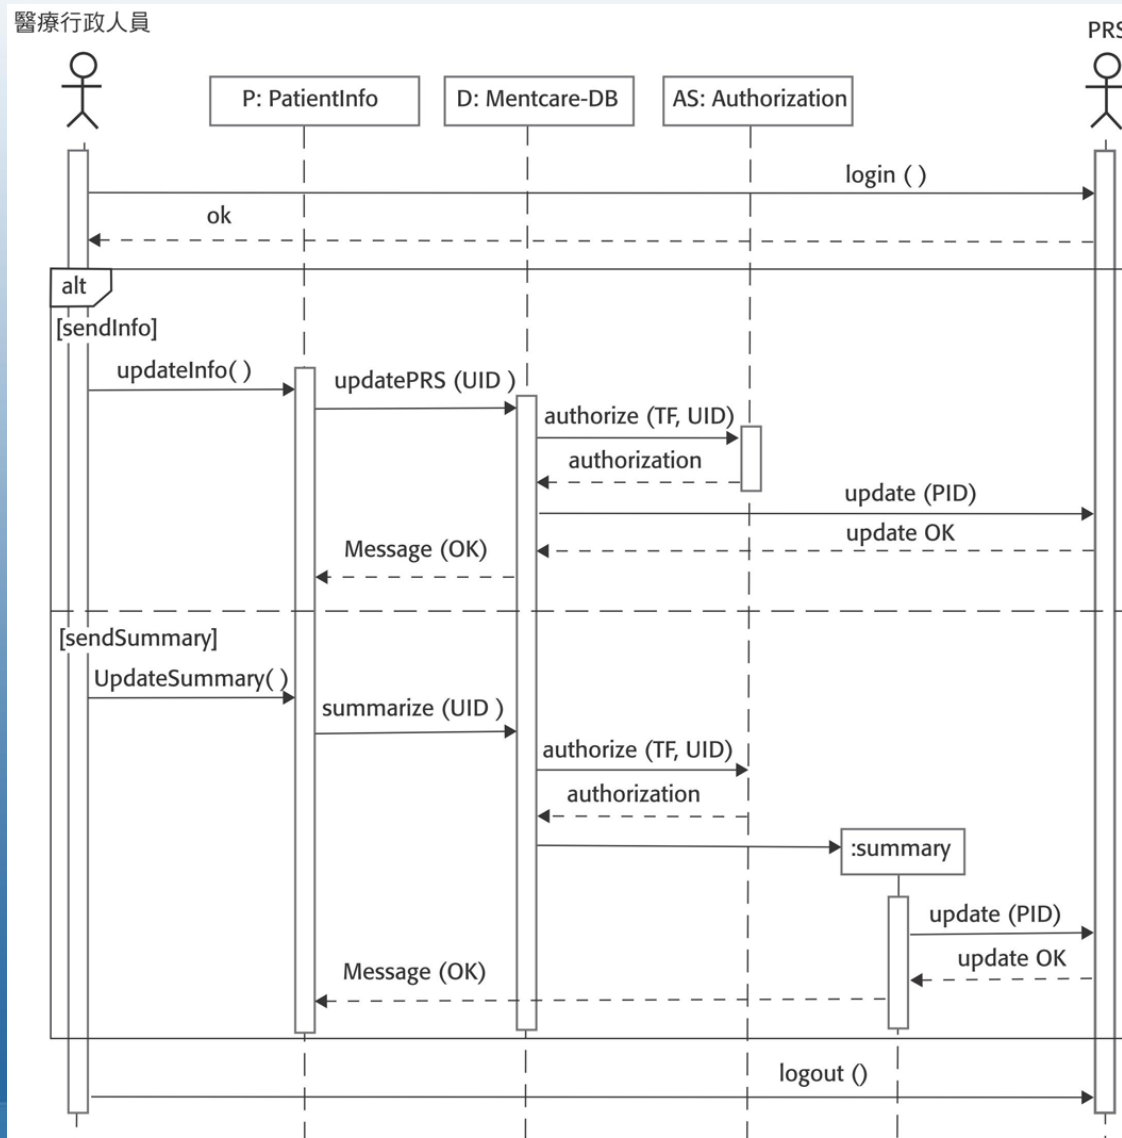 醫療行政人員
PRS
P: PatientInfo
D: Mentcare-DB
AS: Authorization
login ( )
ok
alt
[sendInfo]
updateInfo( )
updatePRS (UID )
authorize (TF, UID)
authorization
update (PID)
update OK
Message (OK)
[sendSummary]
UpdateSummary( )
summarize (UID )
authorize (TF, UID)
authorization
:summary
update (PID)
update OK
Message (OK)
logout ()